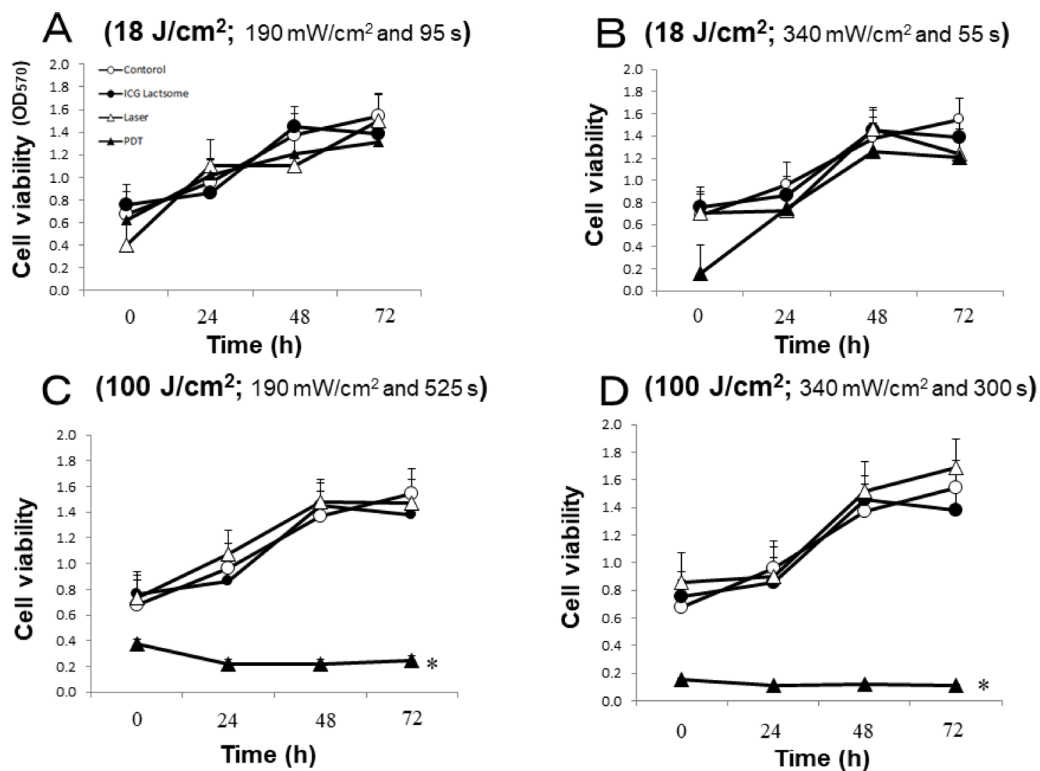 A (18 J/cm²; 190 mW/cm² and 95 s)
Cell viability (OD570)
2.0
1.8
1.6
1.4
1.2
1.0
0.8
0.6
0.4
0.2
0.0
Contorol
ICG Lactsome
Laser
PDT
0 24 48 72
Time (h)
B (18 J/cm²; 340 mW/cm² and 55 s)
Cell viability
2.0
1.8
1.6
1.4
1.2
1.0
0.8
0.6
0.4
0.2
0.0
0 24 48 72
Time (h)
C (100 J/cm²; 190 mW/cm² and 525 s)
Cell viability
2.0
1.8
1.6
1.4
1.2
1.0
0.8
0.6
0.4
0.2
0.0
*
0 24 48 72
Time (h)
D (100 J/cm²; 340 mW/cm² and 300 s)
Cell viability
2.0
1.8
1.6
1.4
1.2
1.0
0.8
0.6
0.4
0.2
0.0
*
0 24 48 72
Time (h)